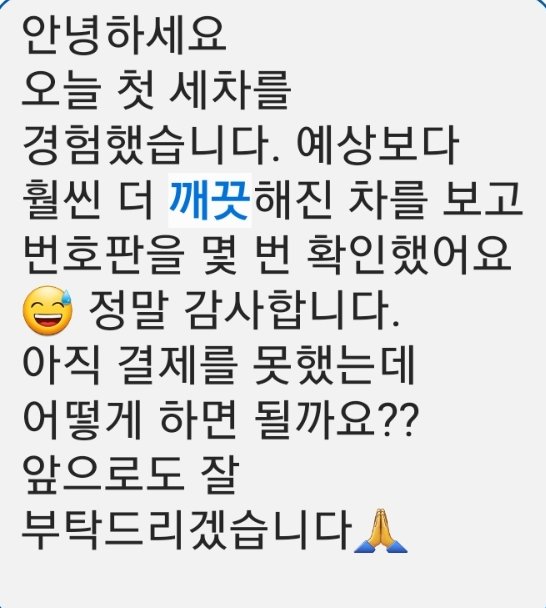 안녕하세요
오늘 첫 세차를
경험했습니다. 예상보다
훨씬 더 깨끗해진 차를 보고
번호판을 몇 번 확인했어요
😅 정말 감사합니다.
아직 결제를 못했는데
어떻게 하면 될까요??
앞으로도 잘
부탁드리겠습니다🙏